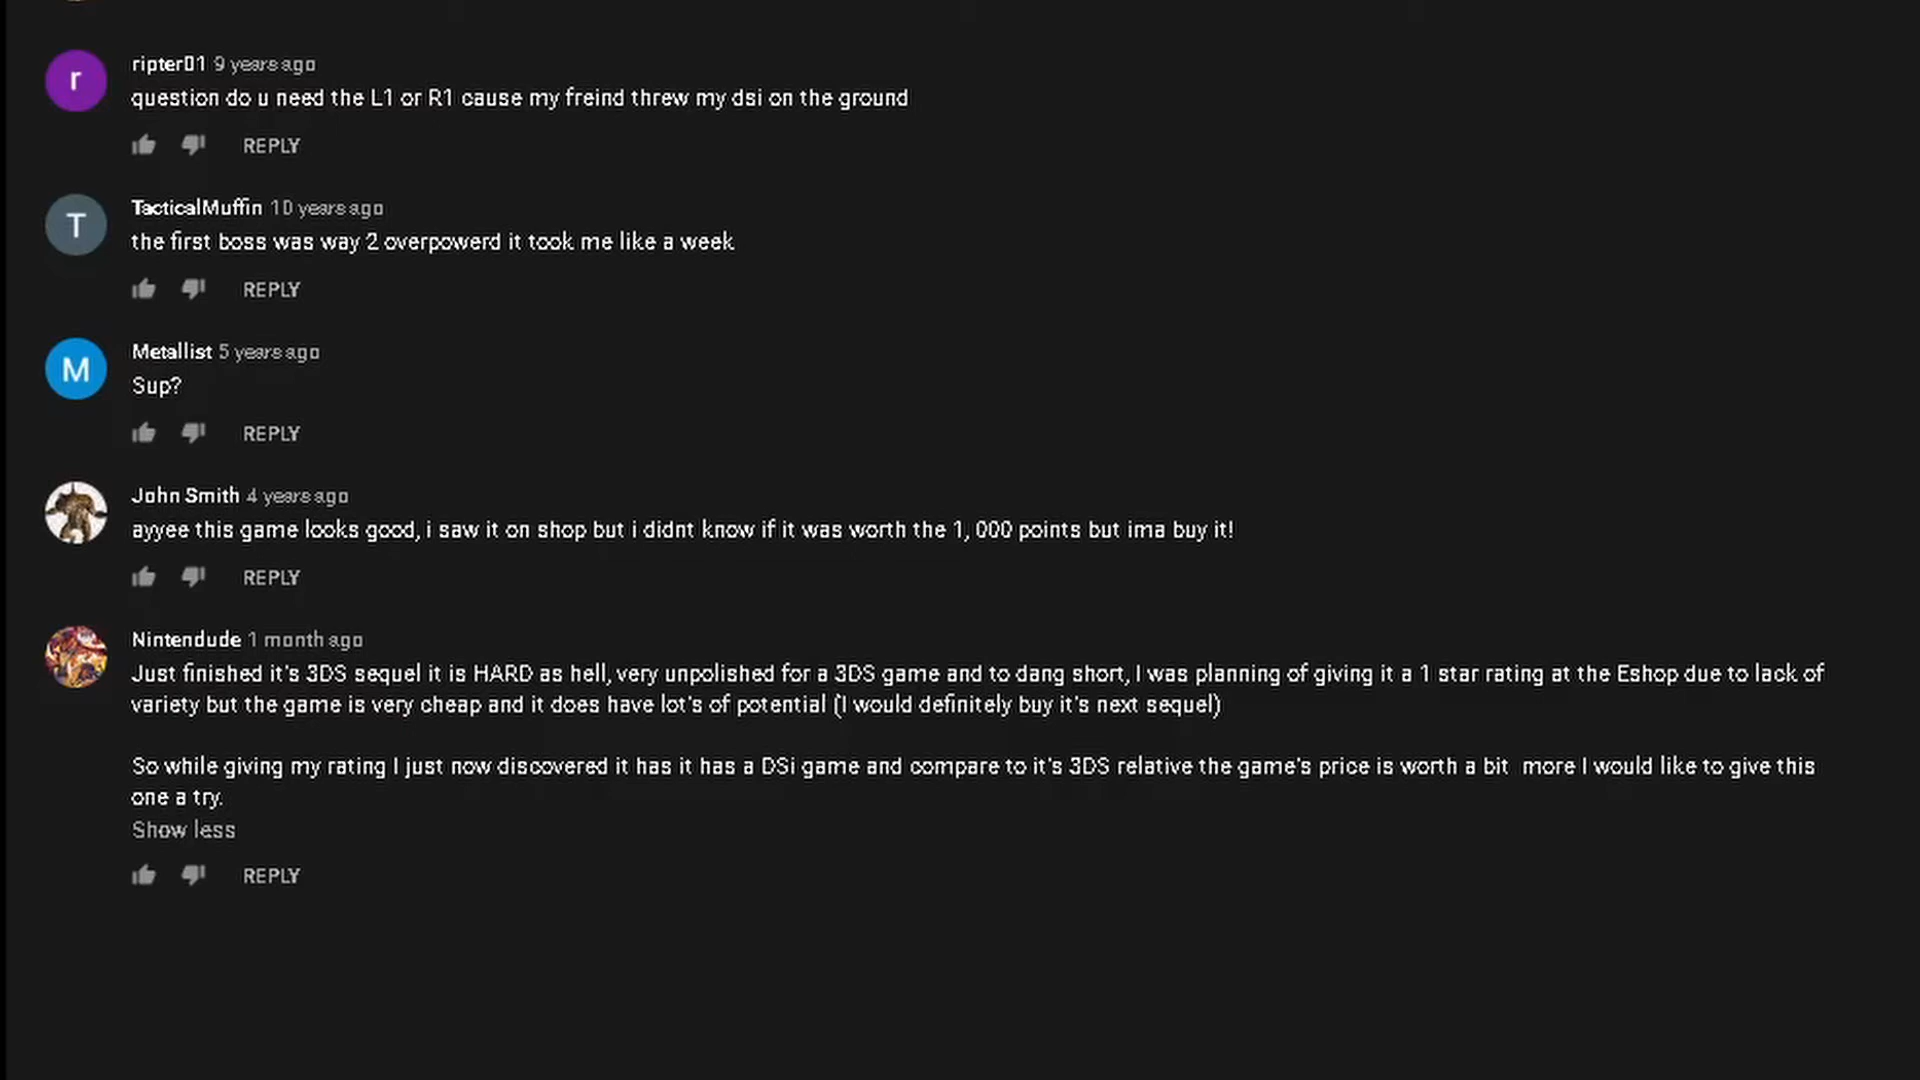 r
ripter01 9 years ago
question do u need the L1 or R1 cause my freind threw my dsi on the ground
REPLY
T
TacticalMuffin 10 years ago
the first boss was way 2 overpowerd it took me like a week
REPLY
M
Metallist 5 years ago
Sup?
REPLY
John Smith 4 years ago
ayyee this game looks good, i saw it on shop but i didnt know if it was worth the 1, 000 points but ima buy it!
REPLY
Nintendude 1 month ago
Just finished it's 3DS sequel it is HARD as hell, very unpolished for a 3DS game and to dang short, I was planning of giving it a 1 star rating at the Eshop due to lack of
variety but the game is very cheap and it does have lot's of potential (I would definitely buy it's next sequel)
So while giving my rating I just now discovered it has it has a DSi game and compare to it's 3DS relative the game's price is worth a bit  more I would like to give this
one a try.
Show less
REPLY